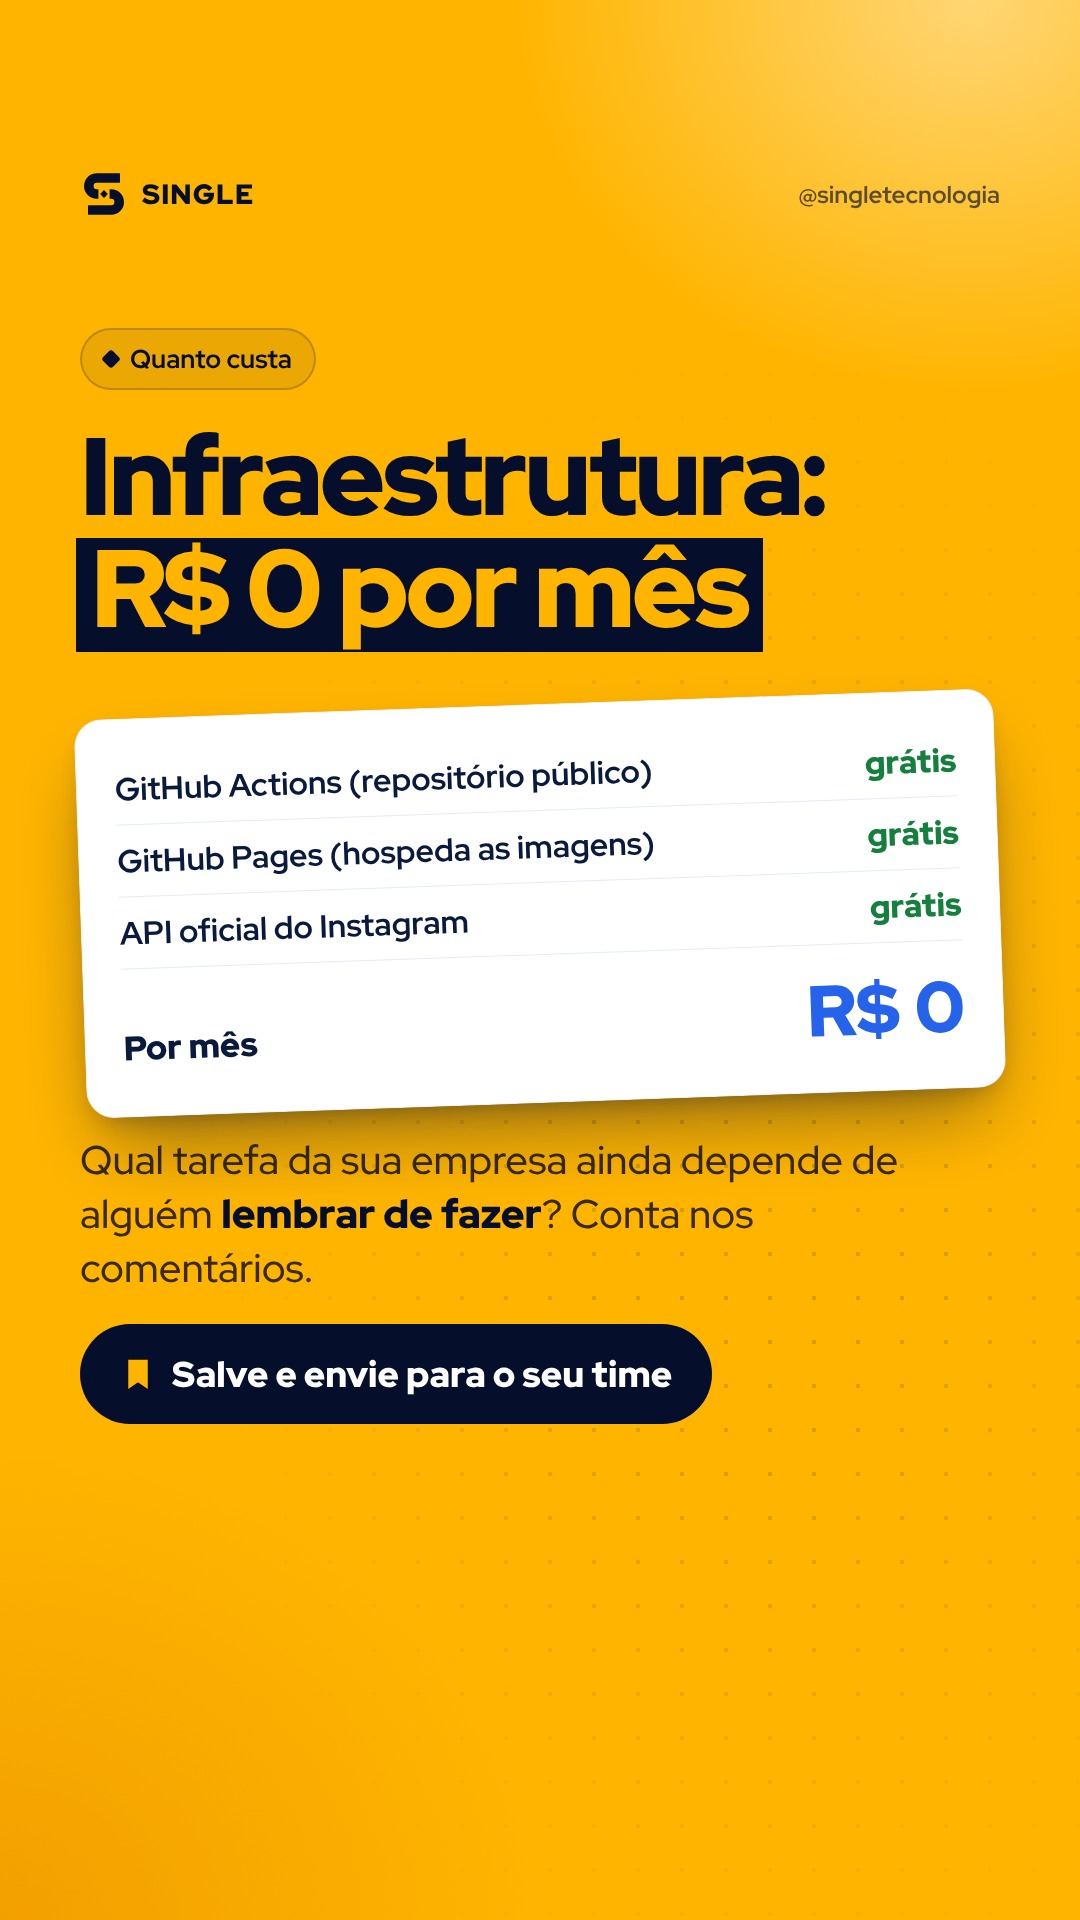 SINGLE
@singletecnologia
Quanto custa
Infraestrutura:
R$ 0 por mês
GitHub Actions (repositório público) grátis
GitHub Pages (hospeda as imagens) grátis
API oficial do Instagram grátis
Por mês R$ 0
Qual tarefa da sua empresa ainda depende de
alguém lembrar de fazer? Conta nos
comentários.
Salve e envie para o seu time